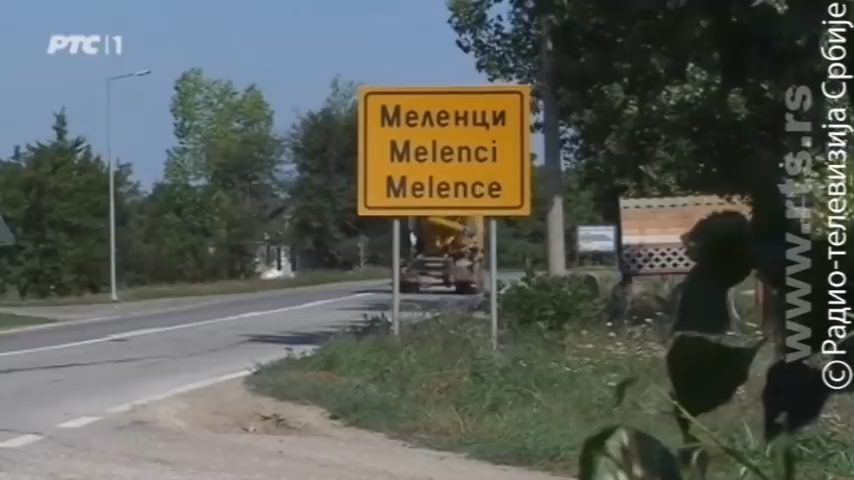 РТС|1
Меленци
Melenci
Melence
www.rts.rs
© Радио-телевизија Србије